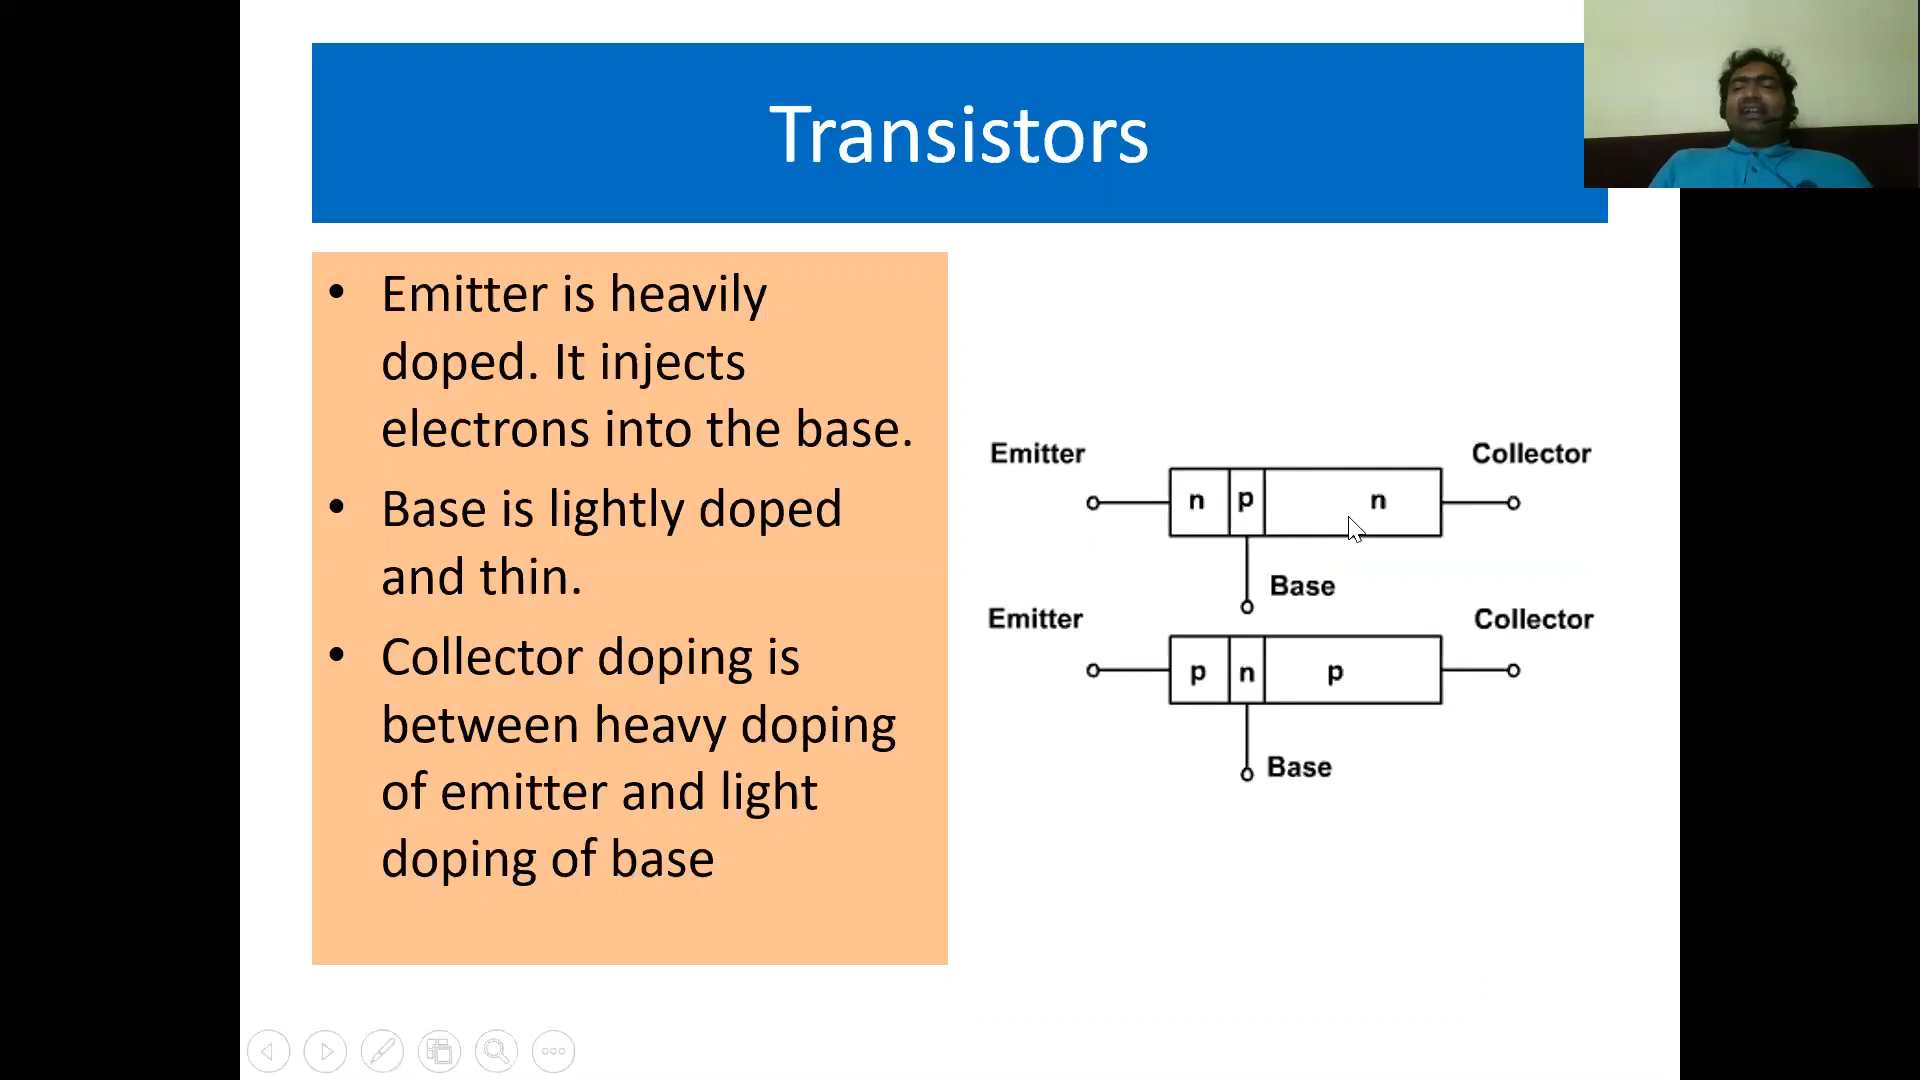 Transistors
• Emitter is heavily
doped. It injects
electrons into the base.
• Base is lightly doped
and thin.
• Collector doping is
between heavy doping
of emitter and light
doping of base
Emitter
Collector
n p n
Base
Emitter
Collector
p n p
Base